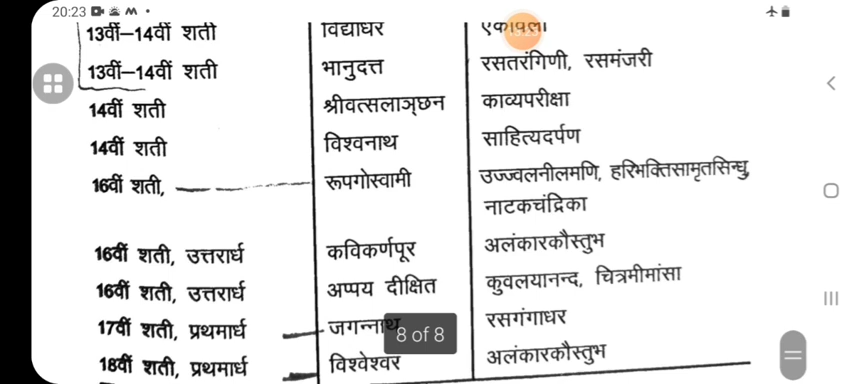 20:23
13वीं–14वीं शती विद्याधर एकावली
13वीं–14वीं शती भानुदत्त रसतरंगिणी, रसमंजरी
14वीं शती श्रीवत्सलाञ्छन काव्यपरीक्षा
14वीं शती विश्वनाथ साहित्यदर्पण
16वीं शती, रूपगोस्वामी उज्ज्वलनीलमणि, हरिभक्तिसामृतसिन्धु,
नाटकचंद्रिका
16वीं शती, उत्तरार्ध कविकर्णपूर अलंकारकौस्तुभ
16वीं शती, उत्तरार्ध अप्पय दीक्षित कुवलयानन्द, चित्रमीमांसा
17वीं शती, प्रथमार्ध जगन्नाथ रसगंगाधर
8 of 8
18वीं शती, प्रथमार्ध विश्वेश्वर अलंकारकौस्तुभ